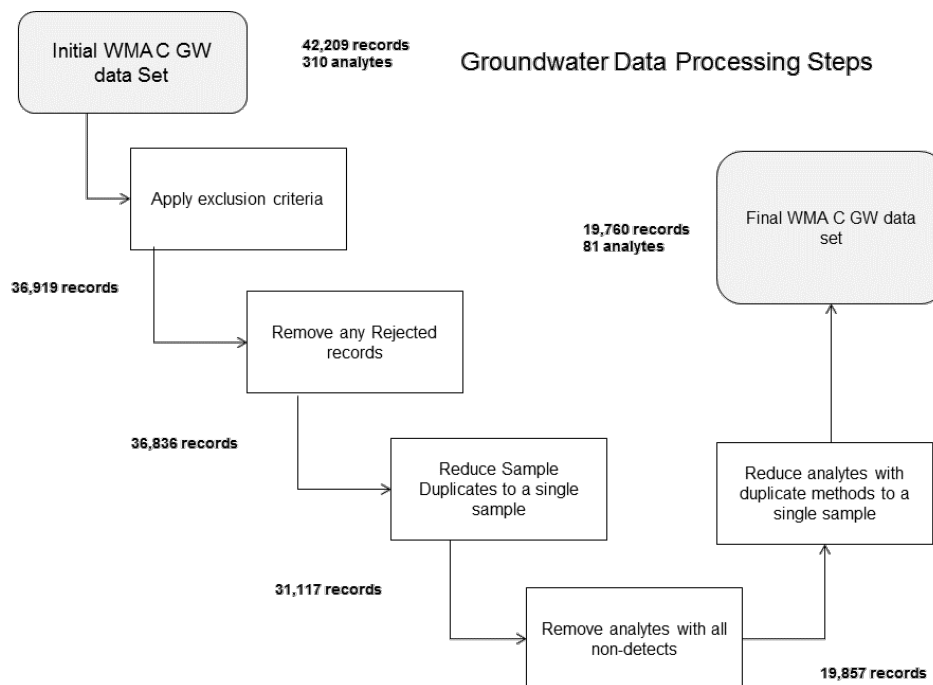 Initial WMA C GW
data Set
42,209 records
310 analytes
Groundwater Data Processing Steps
Apply exclusion criteria
36,919 records
Remove any Rejected
records
36,836 records
Reduce Sample
Duplicates to a single
sample
31,117 records
Remove analytes with all
non-detects
19,857 records
Reduce analytes with
duplicate methods to a
single sample
19,760 records
81 analytes
Final WMA C GW data
set